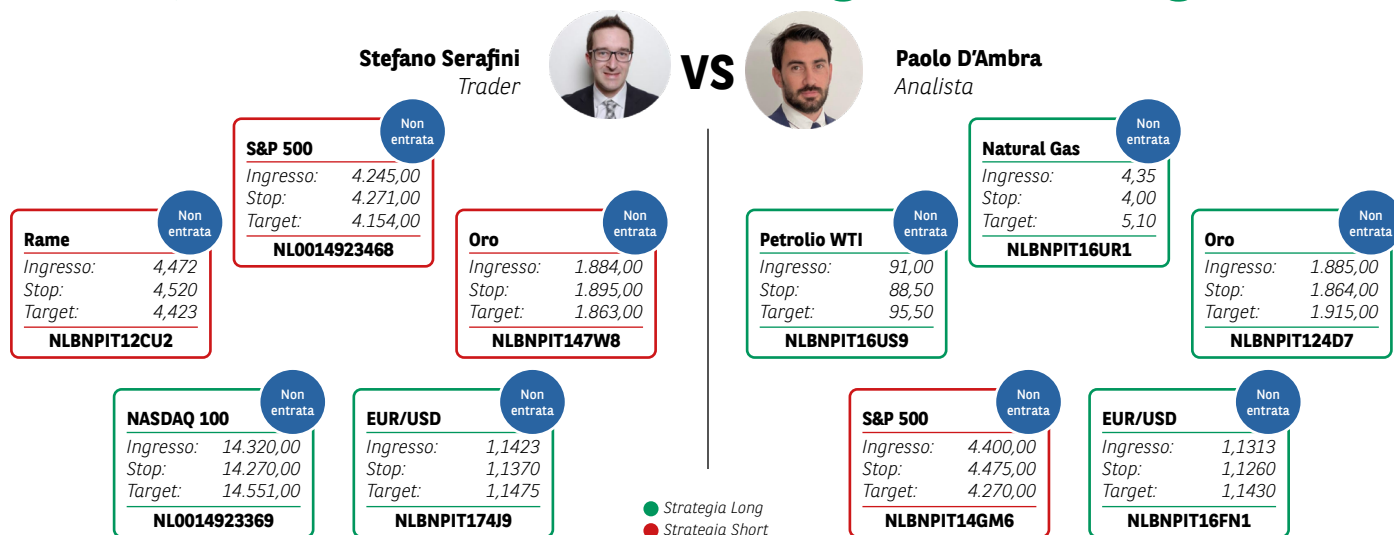 Stefano Serafini
Trader
VS
Paolo D'Ambra
Analista
Non
entrata
S&P 500
Ingresso: 4.245,00
Stop: 4.271,00
Target: 4.154,00
NL0014923468
Non
entrata
Rame
Ingresso: 4,472
Stop: 4,520
Target: 4,423
NLBNPIT12CU2
Non
entrata
Oro
Ingresso: 1.884,00
Stop: 1.895,00
Target: 1.863,00
NLBNPIT147W8
Non
entrata
NASDAQ 100
Ingresso: 14.320,00
Stop: 14.270,00
Target: 14.551,00
NL0014923369
Non
entrata
EUR/USD
Ingresso: 1,1423
Stop: 1,1370
Target: 1,1475
NLBNPIT174J9
Non
entrata
Natural Gas
Ingresso: 4,35
Stop: 4,00
Target: 5,10
NLBNPIT16UR1
Non
entrata
Petrolio WTI
Ingresso: 91,00
Stop: 88,50
Target: 95,50
NLBNPIT16US9
Non
entrata
Oro
Ingresso: 1.885,00
Stop: 1.864,00
Target: 1.915,00
NLBNPIT124D7
Non
entrata
S&P 500
Ingresso: 4.400,00
Stop: 4.475,00
Target: 4.270,00
NLBNPIT14GM6
Non
entrata
EUR/USD
Ingresso: 1,1313
Stop: 1,1260
Target: 1,1430
NLBNPIT16FN1
Strategia Long
Strategia Short